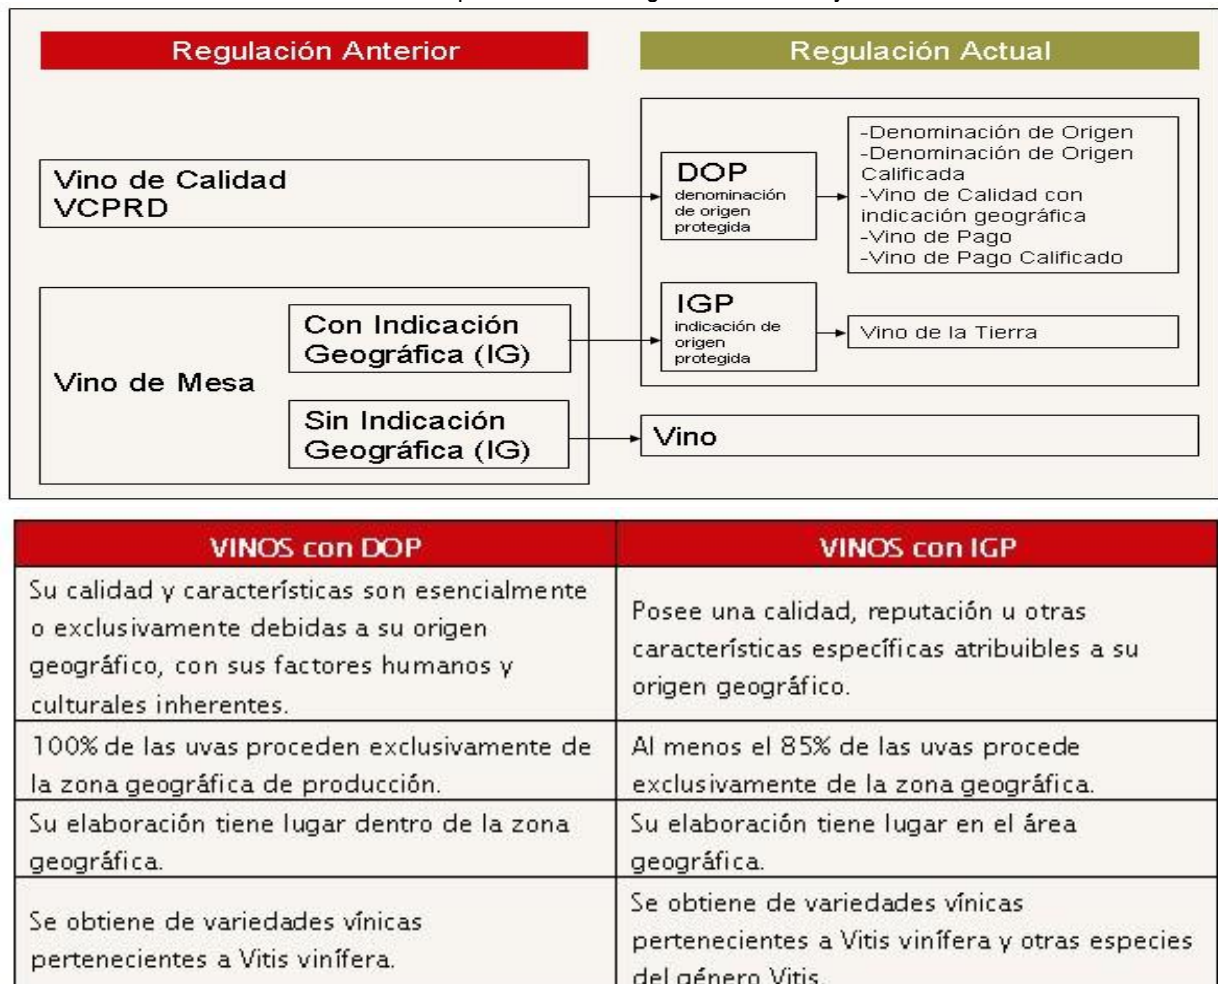 Regulación Anterior
Regulación Actual
Vino de Calidad
VCPRD
DOP
denominación
de origen
protegida
-Denominación de Origen
-Denominación de Origen
Calificada
-Vino de Calidad con
indicación geográfica
-Vino de Pago
-Vino de Pago Calificado
Vino de Mesa
Con Indicación
Geográfica (IG)
IGP
indicación de
origen
protegida
Vino de la Tierra
Sin Indicación
Geográfica (IG)
Vino
VINOS con DOP
VINOS con IGP
Su calidad y características son esencialmente
o exclusivamente debidas a su origen
geográfico, con sus factores humanos y
culturales inherentes.
Posee una calidad, reputación u otras
características específicas atribuibles a su
origen geográfico.
100% de las uvas proceden exclusivamente de
la zona geográfica de producción.
Al menos el 85% de las uvas procede
exclusivamente de la zona geográfica.
Su elaboración tiene lugar dentro de la zona
geográfica.
Su elaboración tiene lugar en el área
geográfica.
Se obtiene de variedades vínicas
pertenecientes a Vitis vinífera.
Se obtiene de variedades vínicas
pertenecientes a Vitis vinífera y otras especies
del género Vitis.